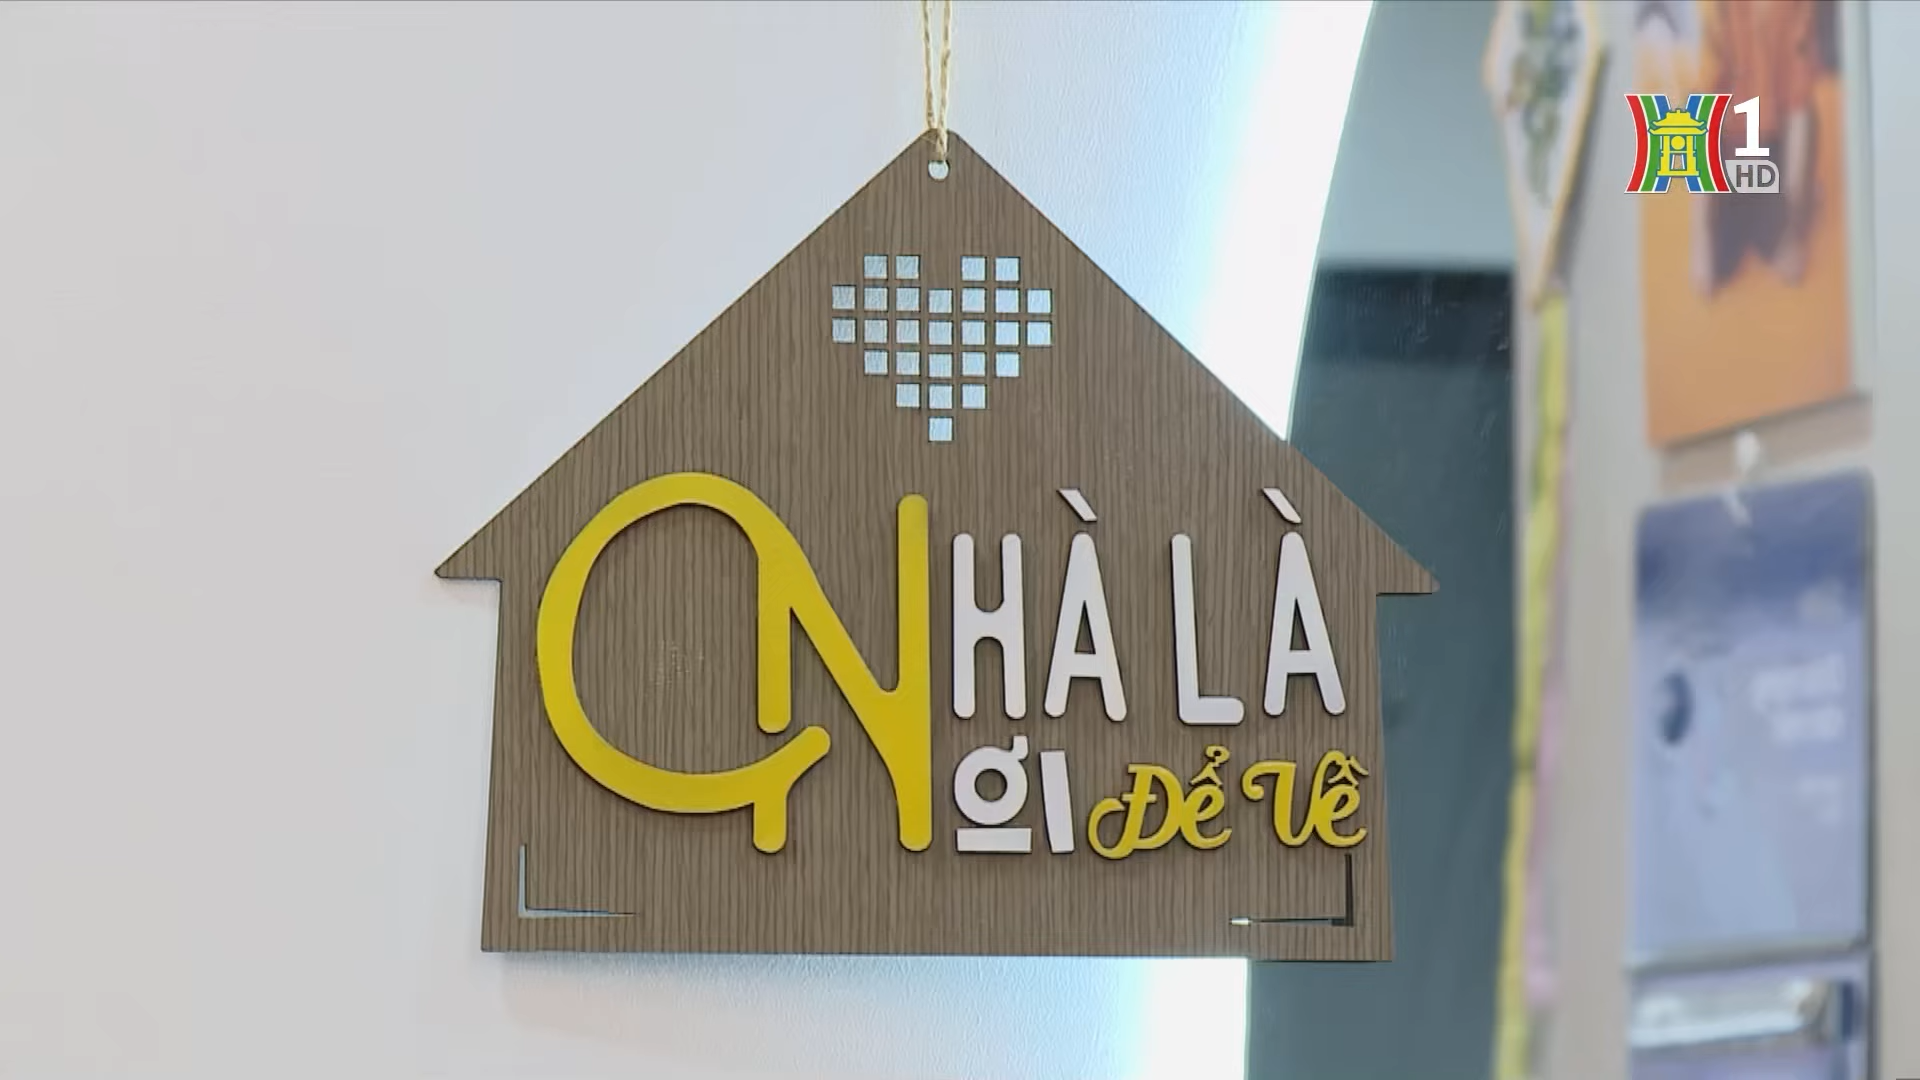 NHÀ LÀ
Nơi Để Về
1
HD